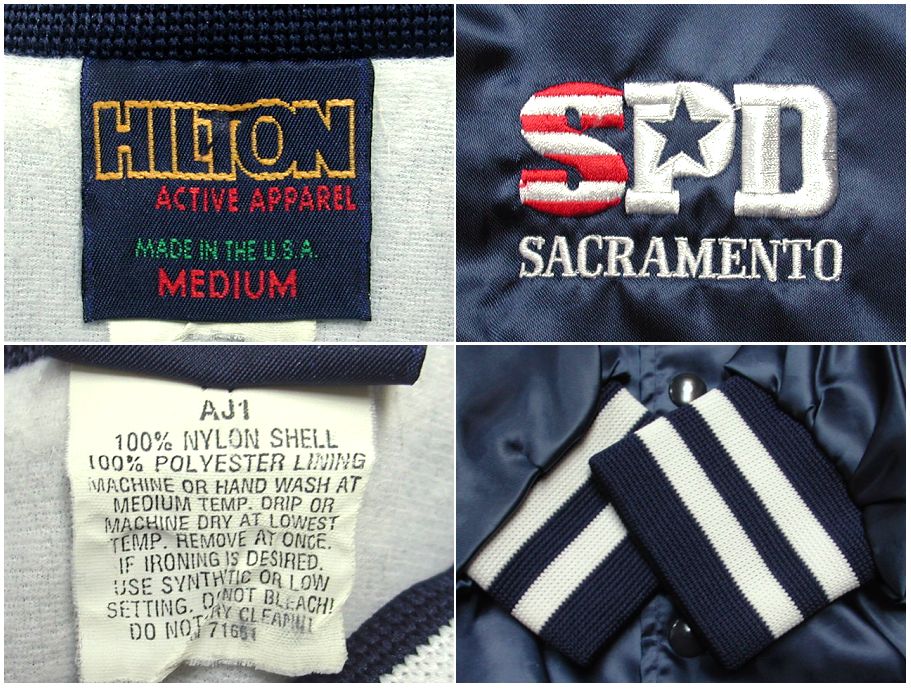 HILTON
ACTIVE APPAREL
MADE IN THE U.S.A.
MEDIUM
SPD
SACRAMENTO
AJ1
100% NYLON SHELL
100% POLYESTER LINING
MACHINE OR HAND WASH AT
MEDIUM TEMP. DRIP OR
MACHINE DRY AT LOWEST
TEMP. REMOVE AT ONCE.
IF IRONING IS DESIRED.
USE SYNTHTIC OR LOW
SETTING. DO NOT BLEACH!
DO NOT DRY CLEAN!!